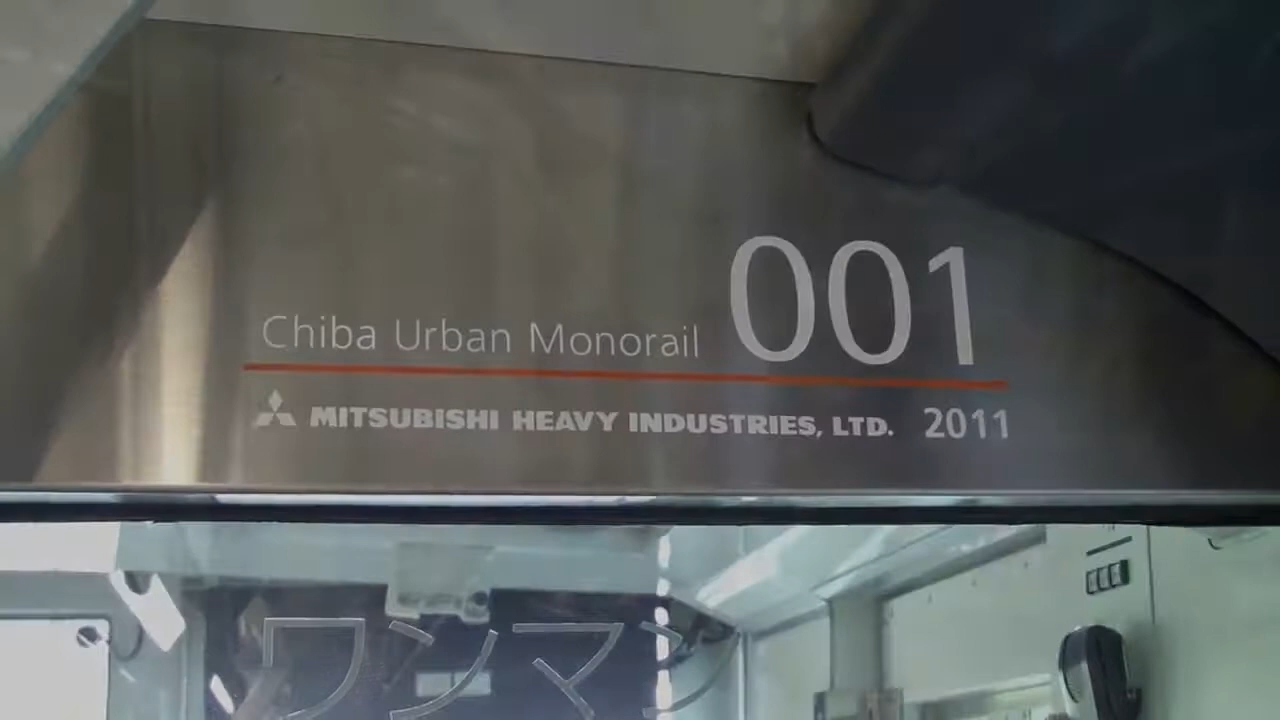 Chiba Urban Monorail 001
MITSUBISHI HEAVY INDUSTRIES, LTD. 2011
ワンマン